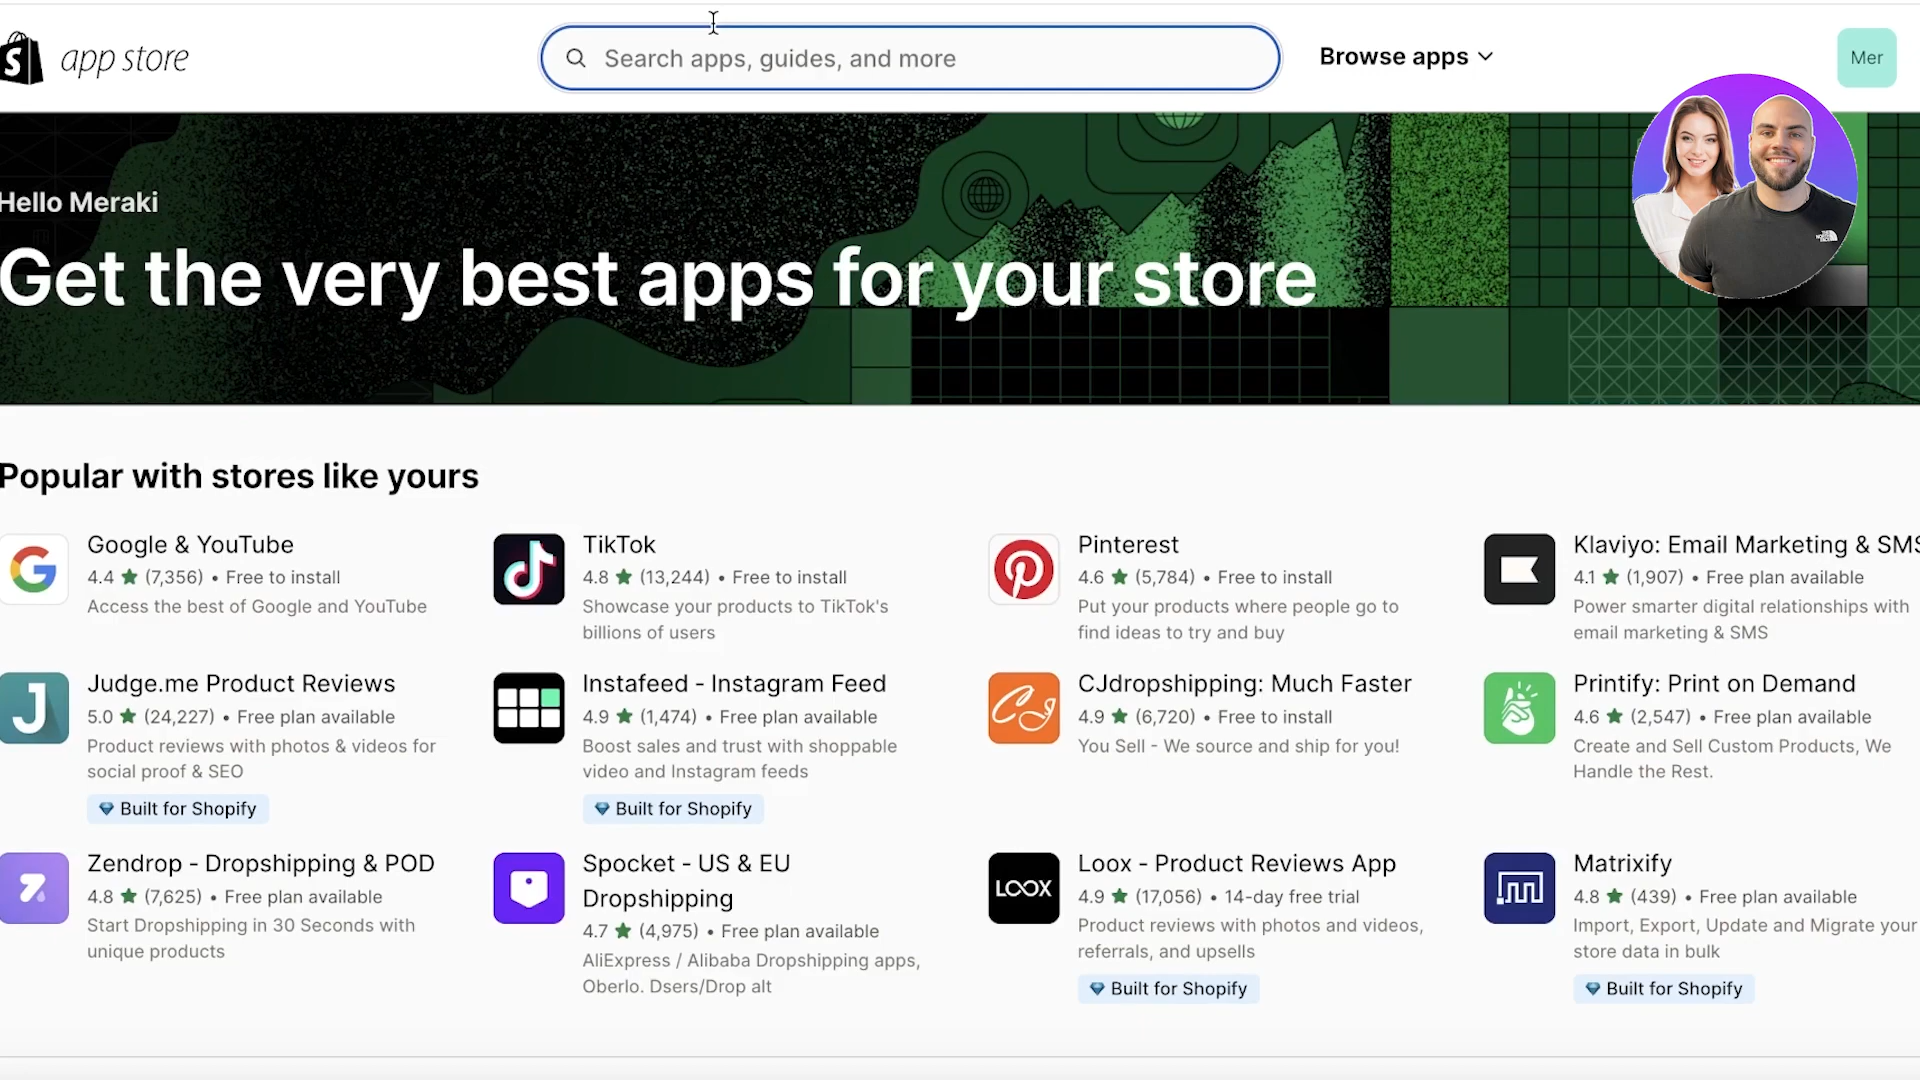 S app store
Search apps, guides, and more
Browse apps
Mer
Hello Meraki
Get the very best apps for your store
THE NORTH FACE
Popular with stores like yours
Google & YouTube
4.4 ★ (7,356) • Free to install
Access the best of Google and YouTube
TikTok
4.8 ★ (13,244) • Free to install
Showcase your products to TikTok's
billions of users
Pinterest
4.6 ★ (5,784) • Free to install
Put your products where people go to
find ideas to try and buy
Klaviyo: Email Marketing & SMS
4.1 ★ (1,907) • Free plan available
Power smarter digital relationships with
email marketing & SMS
J
Judge.me Product Reviews
5.0 ★ (24,227) • Free plan available
Product reviews with photos & videos for
social proof & SEO
Built for Shopify
Instafeed - Instagram Feed
4.9 ★ (1,474) • Free plan available
Boost sales and trust with shoppable
video and Instagram feeds
Built for Shopify
CJ
CJdropshipping: Much Faster
4.9 ★ (6,720) • Free to install
You Sell - We source and ship for you!
Printify: Print on Demand
4.6 ★ (2,547) • Free plan available
Create and Sell Custom Products, We
Handle the Rest.
Zendrop - Dropshipping & POD
4.8 ★ (7,625) • Free plan available
Start Dropshipping in 30 Seconds with
unique products
Spocket - US & EU
Dropshipping
4.7 ★ (4,975) • Free plan available
AliExpress / Alibaba Dropshipping apps,
Oberlo. Dsers/Drop alt
LOOX
Loox - Product Reviews App
4.9 ★ (17,056) • 14-day free trial
Product reviews with photos and videos,
referrals, and upsells
Built for Shopify
Matrixify
4.8 ★ (439) • Free plan available
Import, Export, Update and Migrate your
store data in bulk
Built for Shopify